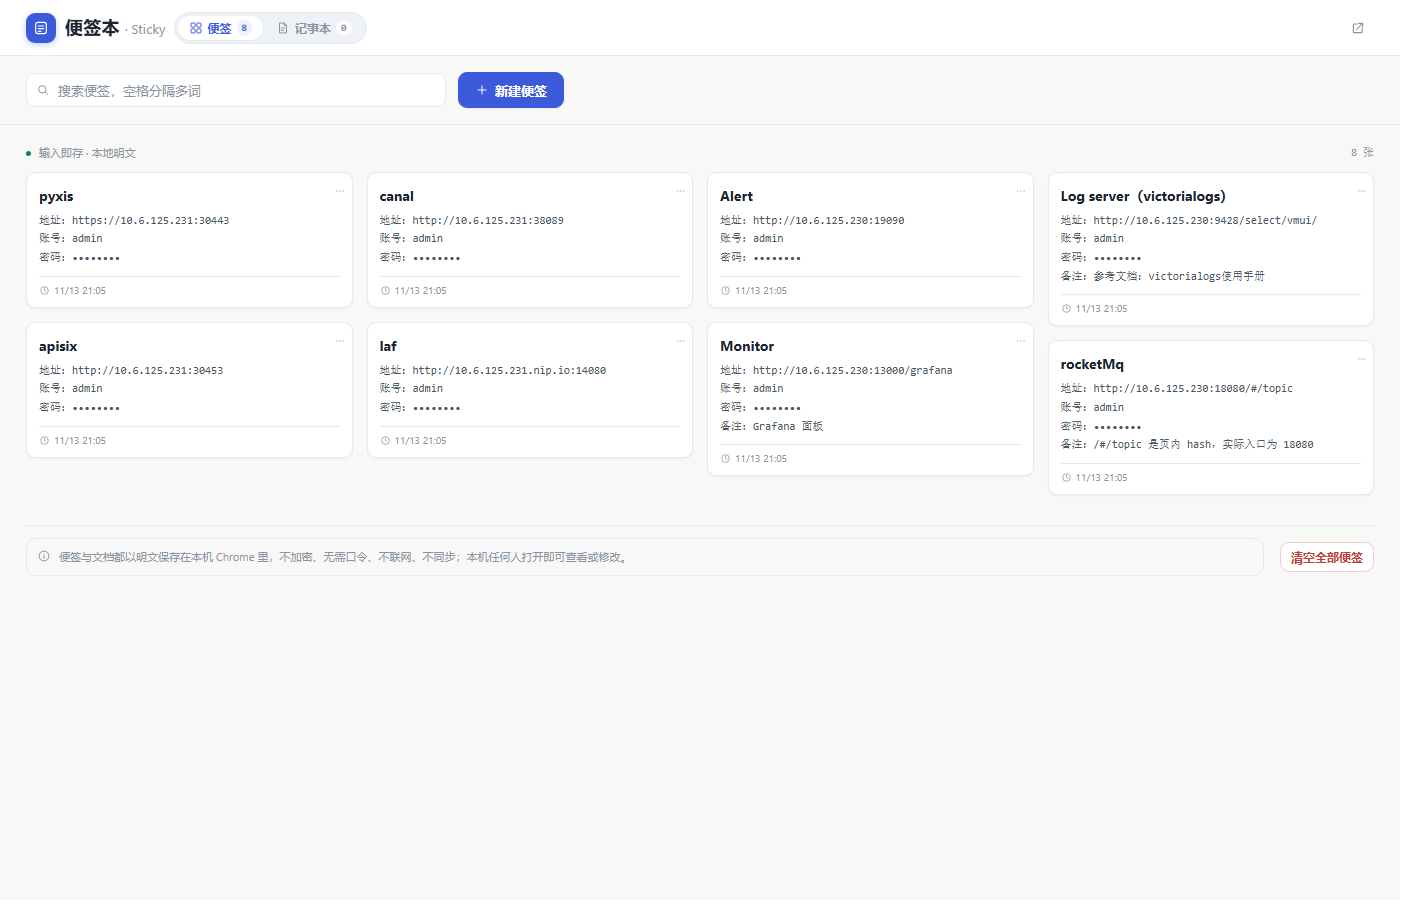 便签本 · Sticky
便签 8
记事本 0
搜索便签，空格分隔多词
+ 新建便签
输入即存 · 本地明文
8 张
pyxis
地址: https://10.6.125.231:30443
账号: admin
密码: ••••••••
11/13 21:05
canal
地址: http://10.6.125.231:38089
账号: admin
密码: ••••••••
11/13 21:05
Alert
地址: http://10.6.125.230:19090
账号: admin
密码: ••••••••
11/13 21:05
Log server（victorialogs）
地址: http://10.6.125.230:9428/select/vmui/
账号: admin
密码: ••••••••
备注: 参考文档: victorialogs使用手册
11/13 21:05
apisix
地址: http://10.6.125.231:30453
账号: admin
密码: ••••••••
11/13 21:05
laf
地址: http://10.6.125.231.nip.io:14080
账号: admin
密码: ••••••••
11/13 21:05
Monitor
地址: http://10.6.125.230:13000/grafana
账号: admin
密码: ••••••••
备注: Grafana 面板
11/13 21:05
rocketMq
地址: http://10.6.125.230:18080/#/topic
账号: admin
密码: ••••••••
备注: /#/topic 是页内 hash，实际入口为 18080
11/13 21:05
便签与文档都以明文保存在本机 Chrome 里，不加密、无需口令、不联网、不同步；本机任何人打开即可查看或修改。
清空全部便签